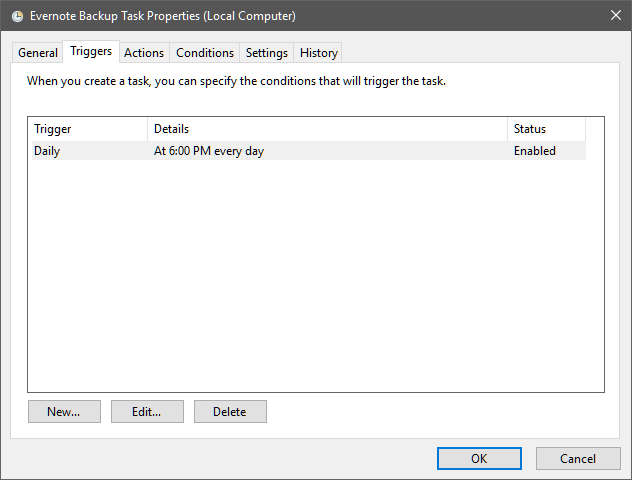 Evernote Backup Task Properties (Local Computer)
General Triggers Actions Conditions Settings History
When you create a task, you can specify the conditions that will trigger the task.
Trigger Details Status
Daily At 6:00 PM every day Enabled
New... Edit... Delete
OK Cancel